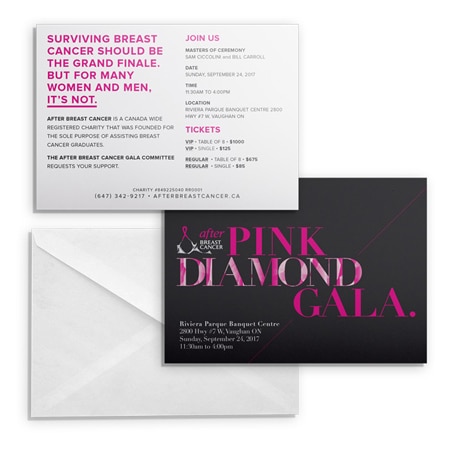 SURVIVING BREAST
CANCER SHOULD BE
THE GRAND FINALE.
BUT FOR MANY
WOMEN AND MEN,
IT'S NOT.
AFTER BREAST CANCER IS A CANADA WIDE
REGISTERED CHARITY THAT WAS FOUNDED FOR
THE SOLE PURPOSE OF ASSISTING BREAST
CANCER GRADUATES.
THE AFTER BREAST CANCER GALA COMMITTEE
REQUESTS YOUR SUPPORT.
JOIN US
MASTERS OF CEREMONY
SAM CICCOLINI and BILL CARROLL
DATE
SUNDAY, SEPTEMBER 24, 2017
TIME
11:30AM TO 4:00PM
LOCATION
RIVIERA PARQUE BANQUET CENTRE 2800
HWY #7 W, VAUGHAN ON
TICKETS
VIP • TABLE OF 8 • $1000
VIP • SINGLE • $125
REGULAR • TABLE OF 8 • $675
REGULAR • SINGLE • $85
CHARITY #840225040 RR0001
(647) 342-9217 • AFTERBREASTCANCER.CA
after
BREAST
CANCER
PINK
DIAMOND
GALA.
Riviera Parque Banquet Centre
2800 Hwy #7 W, Vaughan ON
Sunday, September 24, 2017
11:30am to 4:00pm